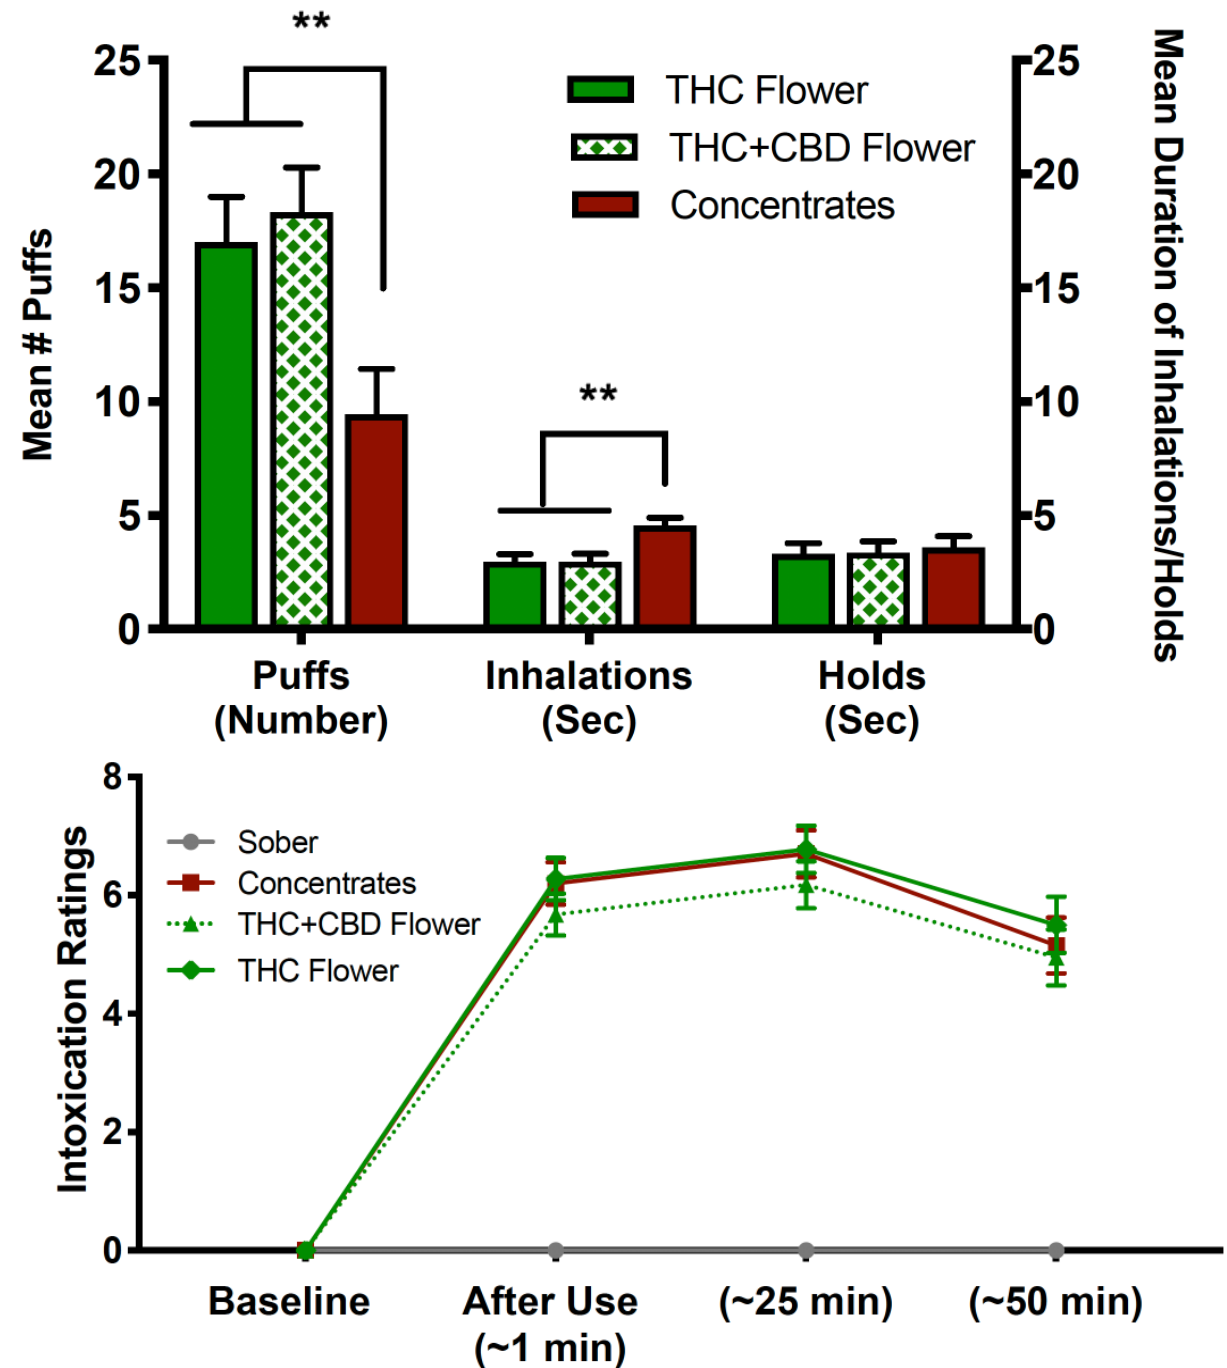 **
25
20
15
10
5
0
Mean # Puffs
THC Flower
THC+CBD Flower
Concentrates
**
25
20
15
10
5
0
Mean Duration of Inhalations/Holds
Puffs
(Number)
Inhalations
(Sec)
Holds
(Sec)
8
6
4
2
0
Intoxication Ratings
Sober
Concentrates
THC+CBD Flower
THC Flower
Baseline
After Use
(~1 min)
(~25 min)
(~50 min)